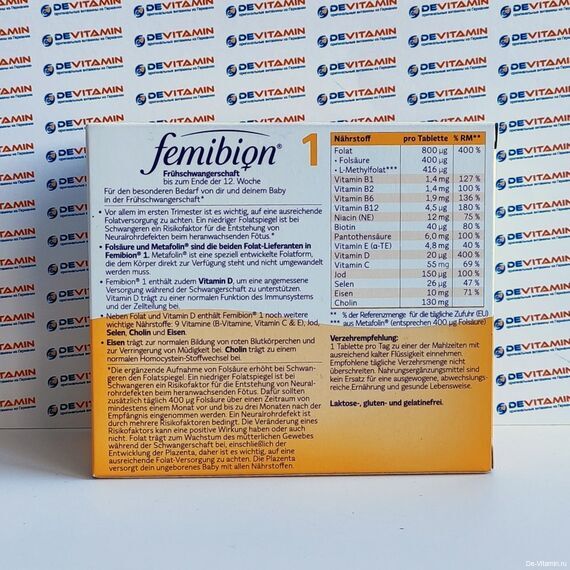 DEVITAMIN
оригинальные витамины из Германии
femibion® 1
Frühschwangerschaft
bis zum Ende der 12. Woche
Für den besonderen Bedarf von dir und deinem Baby
in der Frühschwangerschaft*
• Vor allem im ersten Trimester ist es wichtig, auf eine ausreichende
Folatversorgung zu achten. Ein niedriger Folatspiegel ist bei
Schwangeren ein Risikofaktor für die Entstehung von
Neuralrohrdefekten beim heranwachsenden Fötus.*
• Folsäure und Metafolin® sind die beiden Folat-Lieferanten in
Femibion® 1. Metafolin® ist eine speziell entwickelte Folatform,
die dem Körper direkt zur Verfügung steht und nicht umgewandelt
werden muss.
• Femibion® 1 enthält zudem Vitamin D, um eine angemessene
Versorgung während der Schwangerschaft zu unterstützen.
Vitamin D trägt zu einer normalen Funktion des Immunsystems
und der Zellteilung bei.
• Neben Folat und Vitamin D enthält Femibion® 1 noch weitere
wichtige Nährstoffe: 9 Vitamine (B-Vitamine, Vitamin C & E), Jod,
Selen, Cholin und Eisen.
• Eisen trägt zur normalen Bildung von roten Blutkörperchen und
zur Verringerung von Müdigkeit bei. Cholin trägt zu einem
normalen Homocystein-Stoffwechsel bei.
*Die ergänzende Aufnahme von Folsäure erhöht bei Schwan-
geren den Folatspiegel. Ein niedriger Folatspiegel ist bei
Schwangeren ein Risikofaktor für die Entstehung von Neural-
rohrdefekten beim heranwachsenden Fötus. Dafür sollten
zusätzlich täglich 400 µg Folsäure über einen Zeitraum von
mindestens einem Monat vor und bis zu drei Monaten nach der
Empfängnis eingenommen werden. Ein Neuralrohrdefekt ist
durch mehrere Risikofaktoren bedingt. Die Veränderung eines
Risikofaktors kann eine positive Wirkung haben oder auch
nicht. Folat trägt zum Wachstum des mütterlichen Gewebes
während der Schwangerschaft bei, einschließlich der
Entwicklung der Plazenta, daher ist es wichtig, auf eine
ausreichende Folat-Versorgung zu achten. Die Plazenta
versorgt dein ungeborenes Baby mit allen Nährstoffen.
Nährstoff pro Tablette % RM**
Folat 800 µg 400 %
• Folsäure 400 µg
• L-Methylfolat*** 416 µg
Vitamin B1 1,4 mg 127 %
Vitamin B2 1,4 mg 100 %
Vitamin B6 1,9 mg 136 %
Vitamin B12 4,5 µg 180 %
Niacin (NE) 12 mg 75 %
Biotin 40 µg 80 %
Pantothensäure 6,0 mg 100 %
Vitamin E (α-TE) 4,8 mg 40 %
Vitamin D 20 µg 400 %
Vitamin C 55 mg 69 %
Jod 150 µg 100 %
Selen 26 µg 47 %
Eisen 10 mg 71 %
Cholin 130 mg
** % der Referenzmenge für die tägliche Zufuhr (EU)
*** aus Metafolin® (entsprechen 400 µg Folsäure)
Verzehrempfehlung:
1 Tablette pro Tag zu einer der Mahlzeiten mit
ausreichend kalter Flüssigkeit einnehmen.
Empfohlene Verzehrmenge pro Tag nicht
überschreiten. Nahrungsergänzungsmittel sind
kein Ersatz für eine ausgewogene, abwechslungs-
reiche Ernährung und gesunde Lebensweise.
Lactose-, gluten- und gelatinefrei.
De-Vitamin.ru